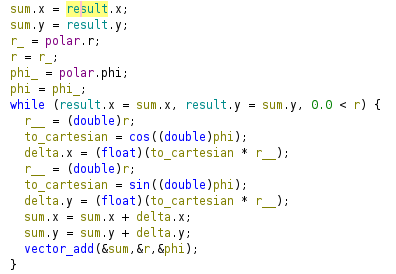 sum.x = result.x;
sum.y = result.y;
r_ = polar.r;
r = r_;
phi_ = polar.phi;
phi = phi_;
while (result.x = sum.x, result.y = sum.y, 0.0 < r) {
  r__ = (double)r;
  to_cartesian = cos((double)phi);
  delta.x = (float)(to_cartesian * r__);
  r__ = (double)r;
  to_cartesian = sin((double)phi);
  delta.y = (float)(to_cartesian * r__);
  sum.x = sum.x + delta.x;
  sum.y = sum.y + delta.y;
  vector_add(&sum,&r,&phi);
}